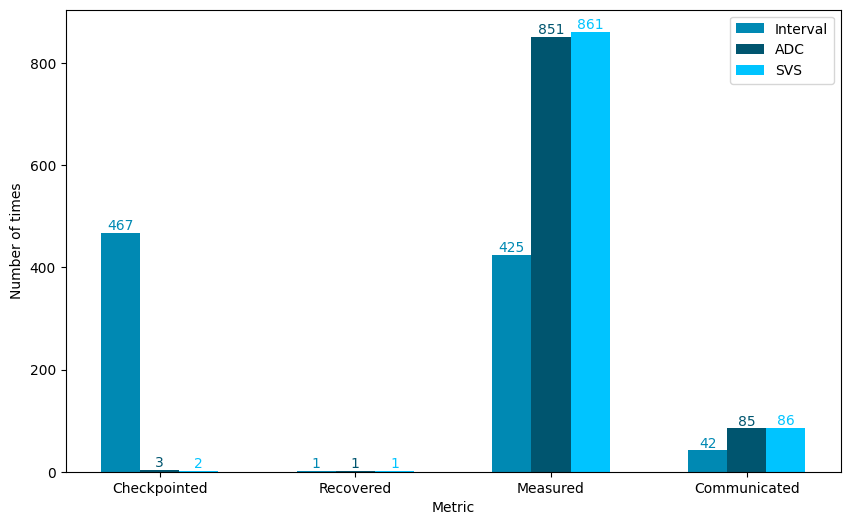 Interval
ADC
SVS
Number of times
800
600
400
200
0
467
3
2
1
1
1
425
851
861
42
85
86
Checkpointed
Recovered
Measured
Communicated
Metric